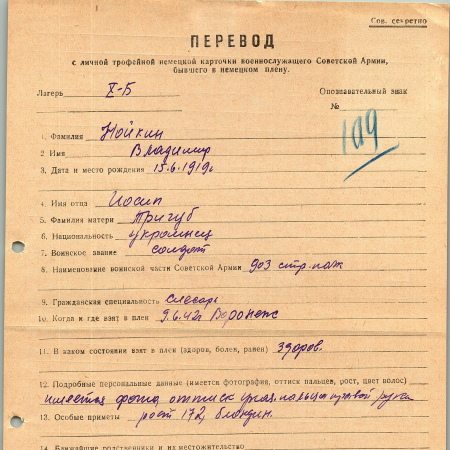 Сов. секретно
ПЕРЕВОД
с личной трофейной немецкой карточки военнослужащего Советской Армии,
бывшего в немецком плену.
Лагерь X-Б Опознавательный знак
№ 109
1. Фамилия Нойкин
2 Имя Владимир
3. Дата и место рождения 15.6.1919г
4. Имя отца Иосип
5. Фамилия матери Тригуб
6. Национальность украинец
7. Воинское звание солдат
8. Наименование воинской части Советской Армии 903 стр. полк
9. Гражданская специальность слесарь
10. Когда и где взят в плен 9.6.42г Воронеж
11. В каком состоянии взят в плен (здоров, болен, ранен) здоров.
12. Подробные персональные данные (имеется фотография, оттиск пальцев, рост, цвет волос)
имеется фото, оттиск указ. пальца правой руки
13. Особые приметы рост 172, блондин.
14. Ближайшие родственники и их местожительство